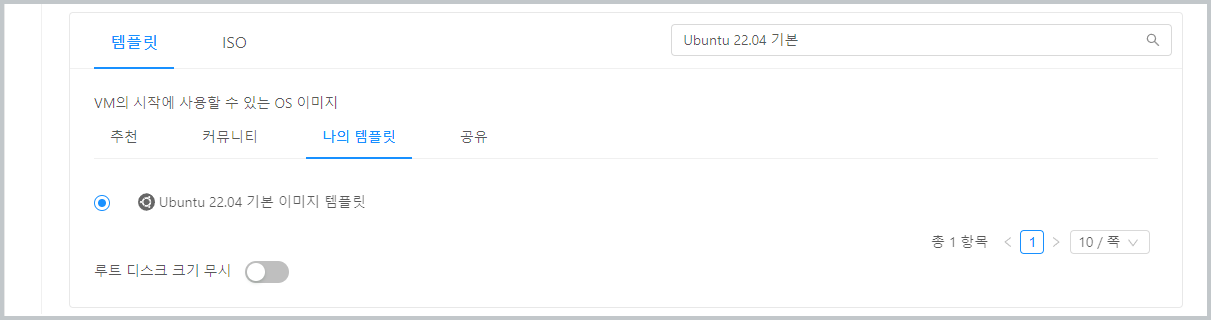 템플릿 ISO Ubuntu 22.04 기본
VM의 시작에 사용할 수 있는 OS 이미지
추천 커뮤니티 나의 템플릿 공유
Ubuntu 22.04 기본 이미지 템플릿
총 1 항목 < 1 > 10 / 쪽
루트 디스크 크기 무시